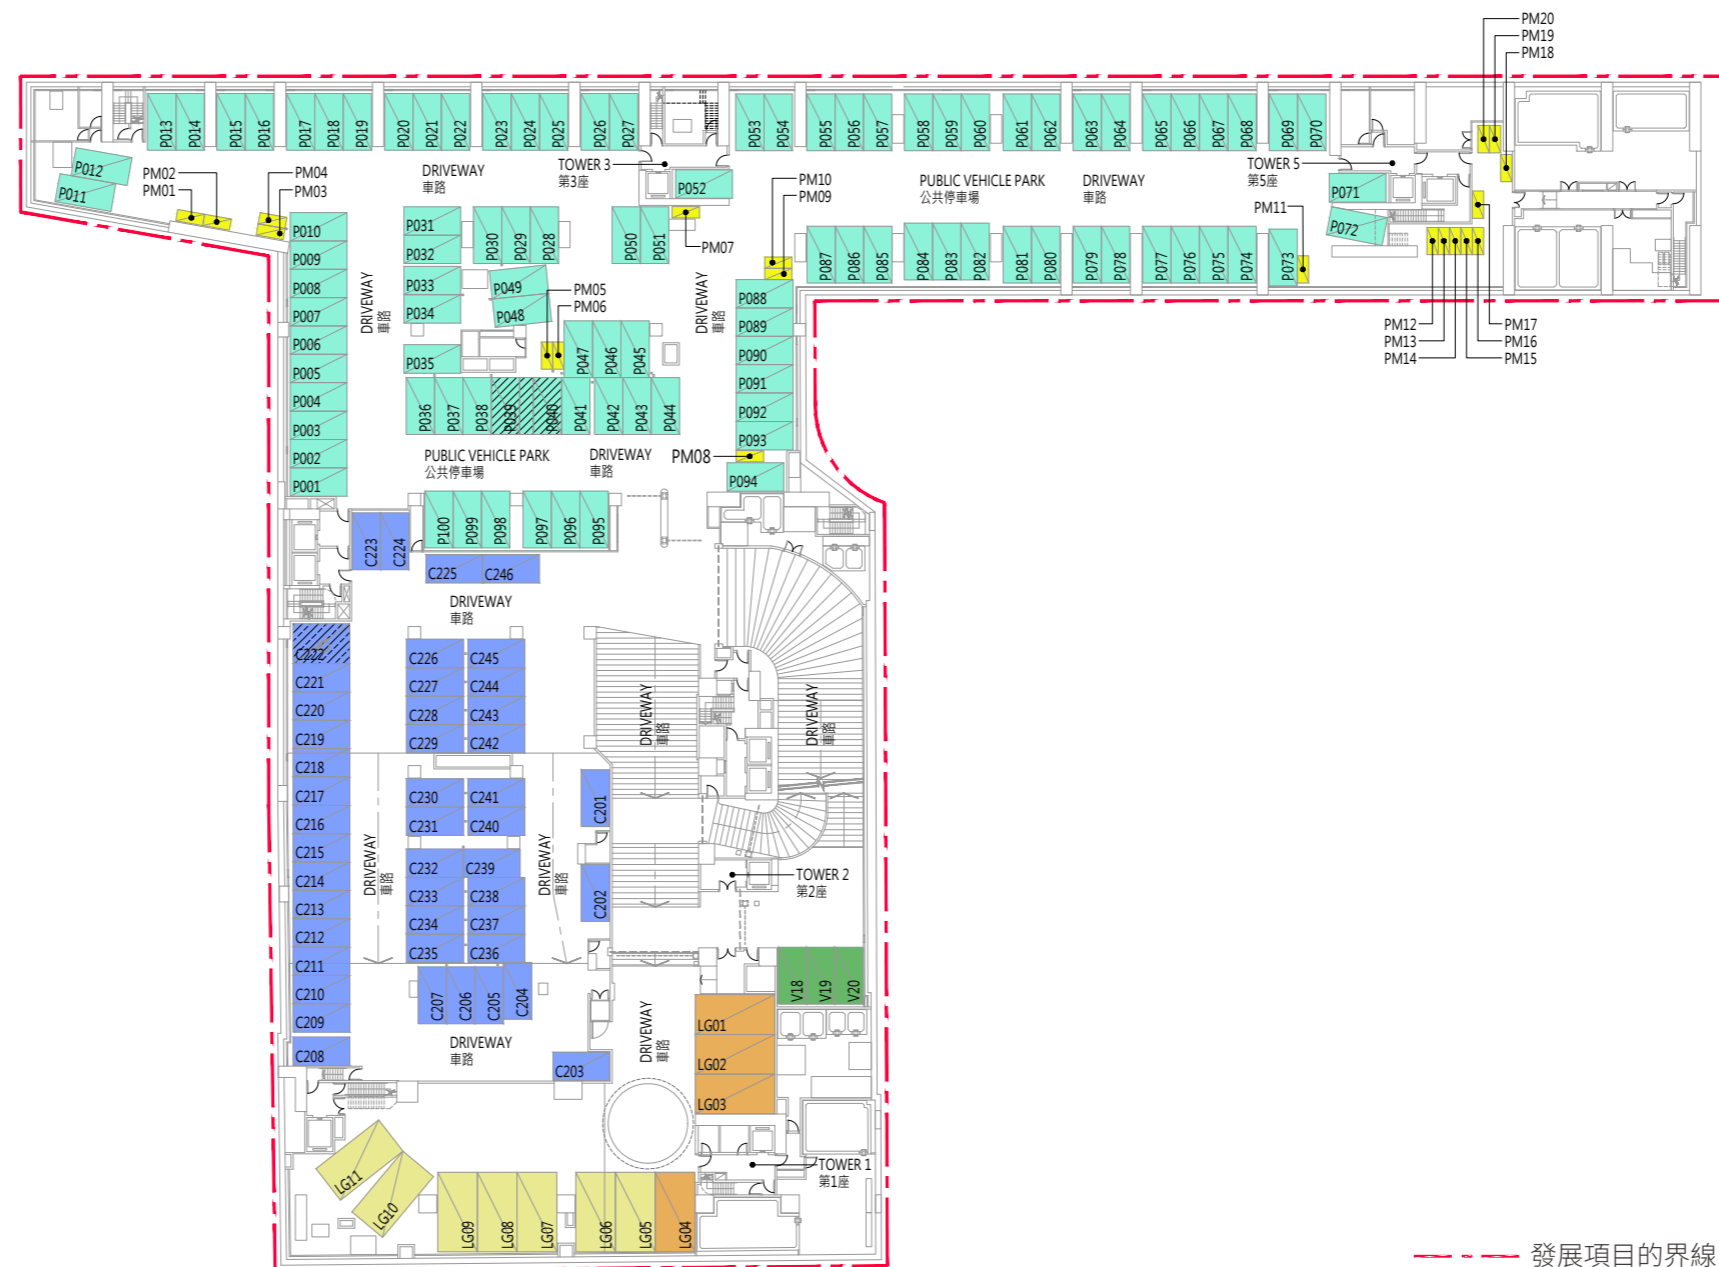 PM20
PM19
PM18
P013
P014
P015
P016
P017
P018
P019
P020
P021
P022
P023
P024
P025
P026
P027
P053
P054
P055
P056
P057
P058
P059
P060
P061
P062
P063
P064
P065
P066
P067
P068
P069
P070
P012
P011
PM02
PM01
PM04
PM03
DRIVEWAY
車路
TOWER 3
第3座
P052
PM10
PM09
PUBLIC VEHICLE PARK
公共停車場
DRIVEWAY
車路
TOWER 5
第5座
P071
P072
PM11
P010
P009
P008
P007
P006
P005
P004
P003
P002
P001
DRIVEWAY
車路
P031
P032
P033
P034
P035
P030
P029
P028
P049
P048
PM05
PM06
P050
P051
PM07
DRIVEWAY
車路
P087
P086
P085
P084
P083
P082
P081
P080
P079
P078
P077
P076
P075
P074
P073
PM12
PM13
PM14
PM17
PM16
PM15
P088
P089
P090
P091
P092
P093
P047
P046
P045
P036
P037
P038
P039
P040
P041
P042
P043
P044
PUBLIC VEHICLE PARK
公共停車場
DRIVEWAY
車路
PM08
P094
P100
P099
P098
P097
P096
P095
C223
C224
C225
C246
DRIVEWAY
車路
C222
C221
C220
C219
C218
C217
C216
C215
C214
C213
C212
C211
C210
C209
C208
C226
C245
C227
C244
C228
C243
C229
C242
C230
C241
C231
C240
C232
C239
C233
C238
C234
C237
C235
C236
DRIVEWAY
車路
DRIVEWAY
車路
C201
C202
DRIVEWAY
車路
DRIVEWAY
車路
TOWER 2
第2座
C207
C206
C205
C204
V18
V19
V20
DRIVEWAY
車路
DRIVEWAY
車路
C203
LG01
LG02
LG03
TOWER 1
第1座
LG11
LG10
LG09
LG08
LG07
LG06
LG05
LG04
發展項目的界線